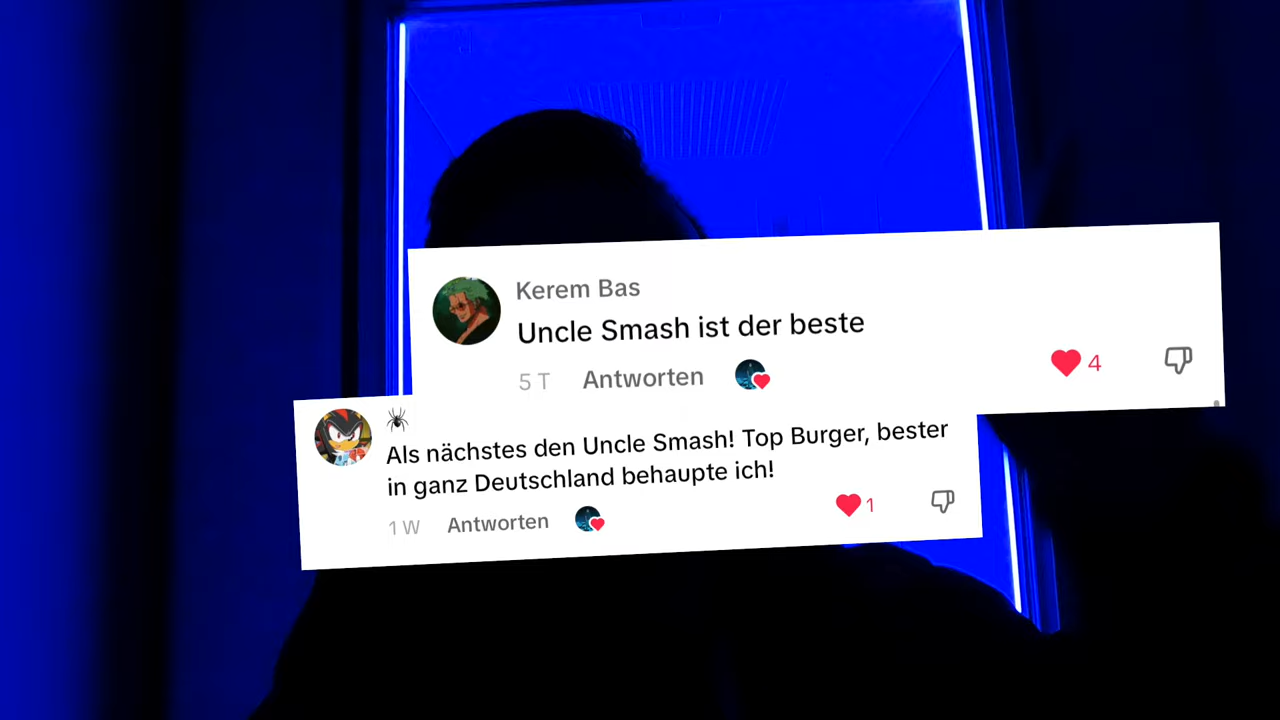 Kerem Bas
Uncle Smash ist der beste
5 T Antworten 4
🕷
Als nächstes den Uncle Smash! Top Burger, bester
in ganz Deutschland behaupte ich!
1 W Antworten 1